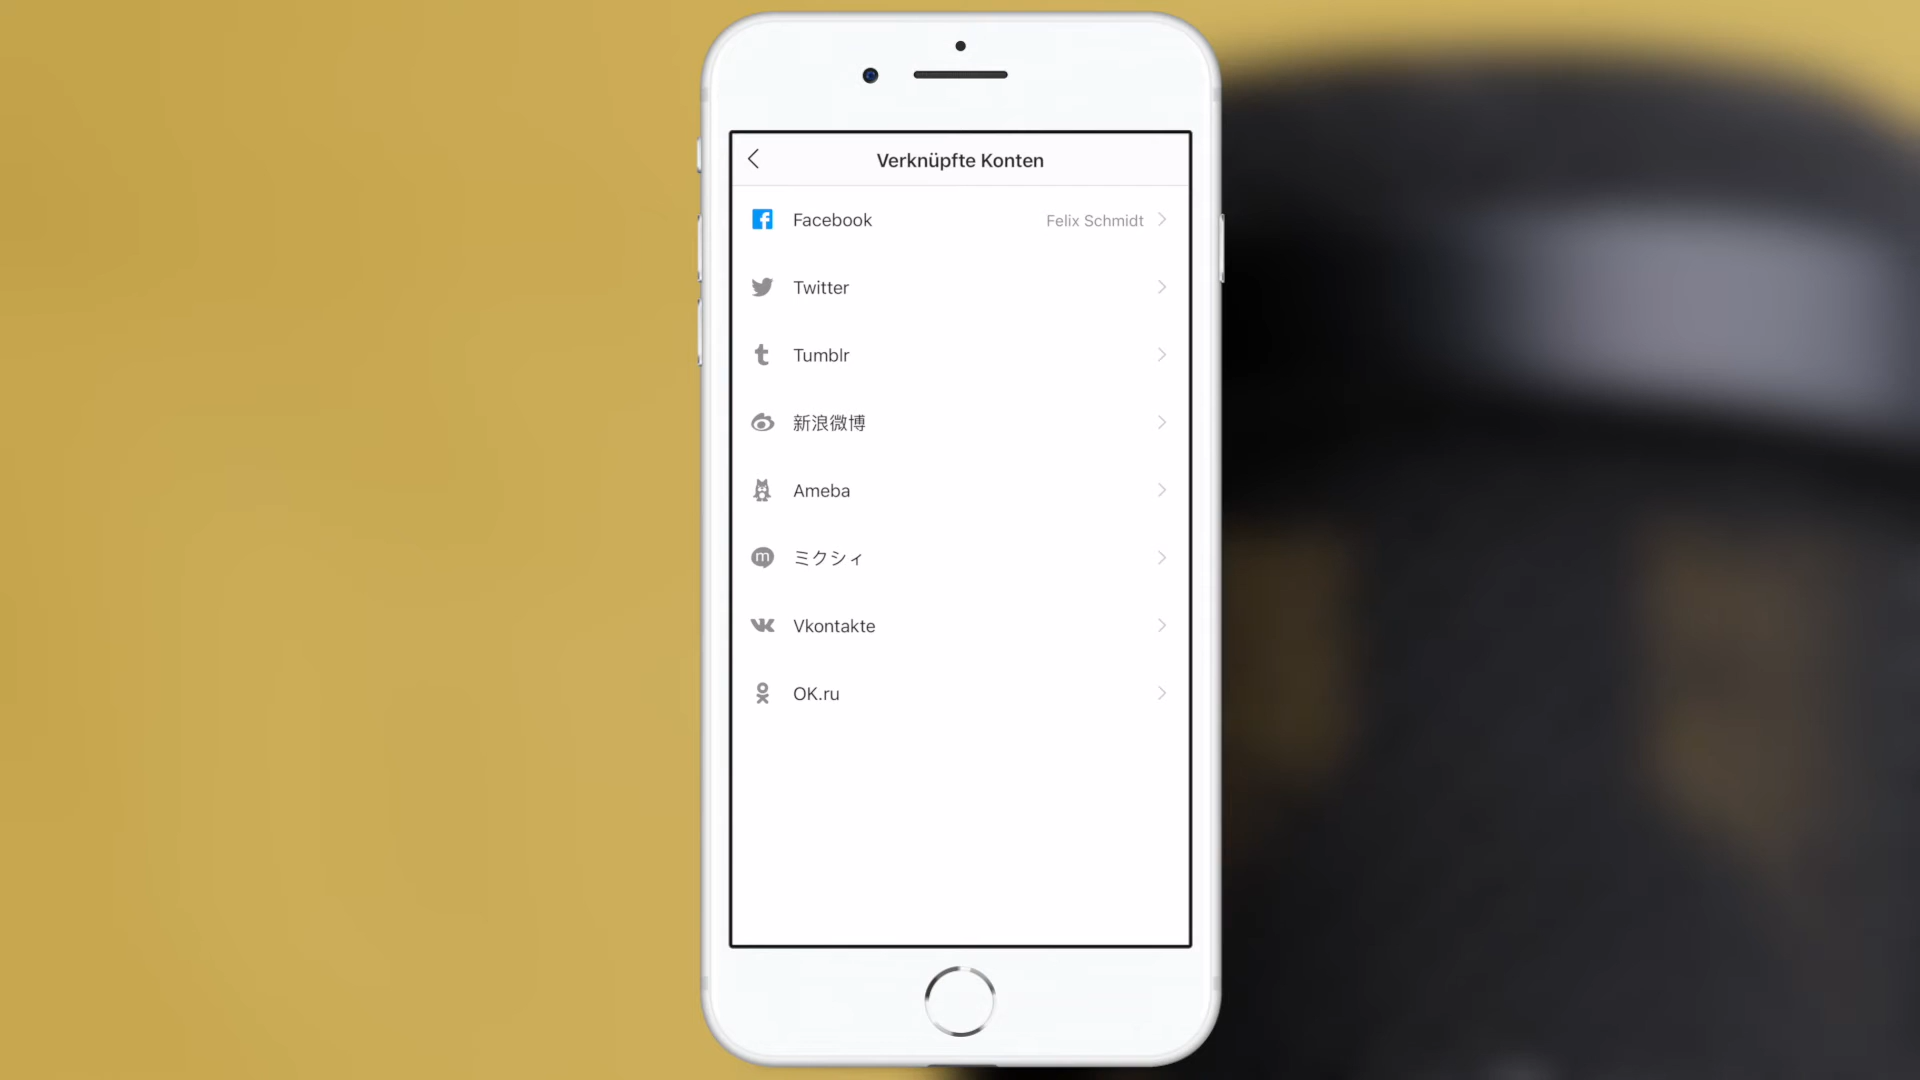 Verknüpfte Konten
Facebook Felix Schmidt
Twitter
Tumblr
新浪微博
Ameba
ミクシィ
Vkontakte
OK.ru